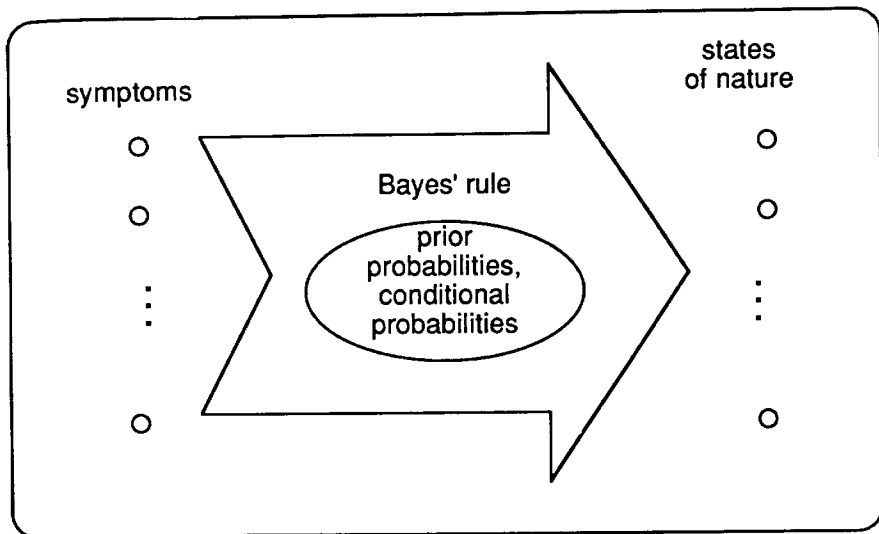 symptoms
states
of nature
Bayes' rule
prior
probabilities,
conditional
probabilities